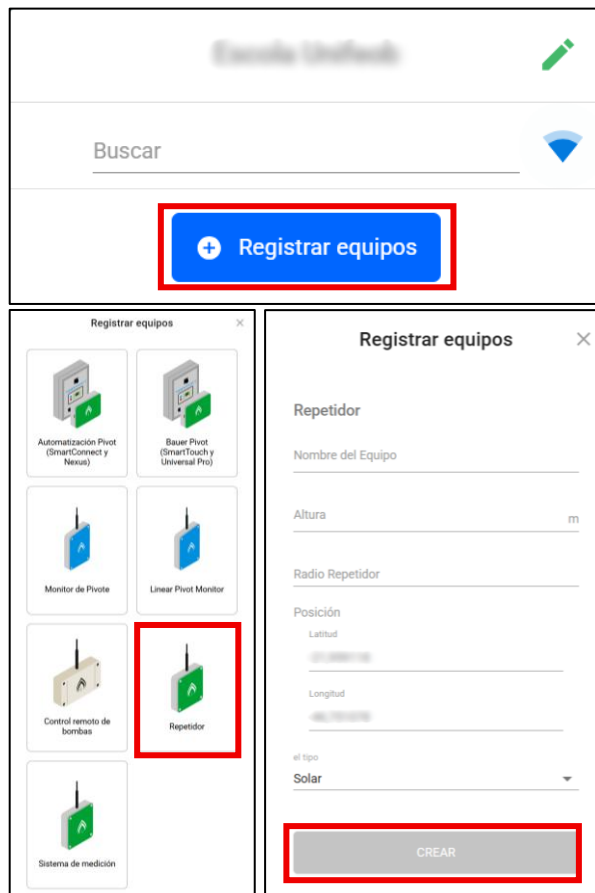 Buscar
Registrar equipos
Registrar equipos
Automatización Pivot
(SmartConnect y
Nexus)
Bauer Pivot
(SmartTouch y
Universal Pro)
Monitor de Pivote
Linear Pivot Monitor
Control remoto de
bombas
Repetidor
Sistema de medición
Registrar equipos
Repetidor
Nombre del Equipo
Altura
m
Radio Repetidor
Posición
Latitud
Longitud
el tipo
Solar
CREAR